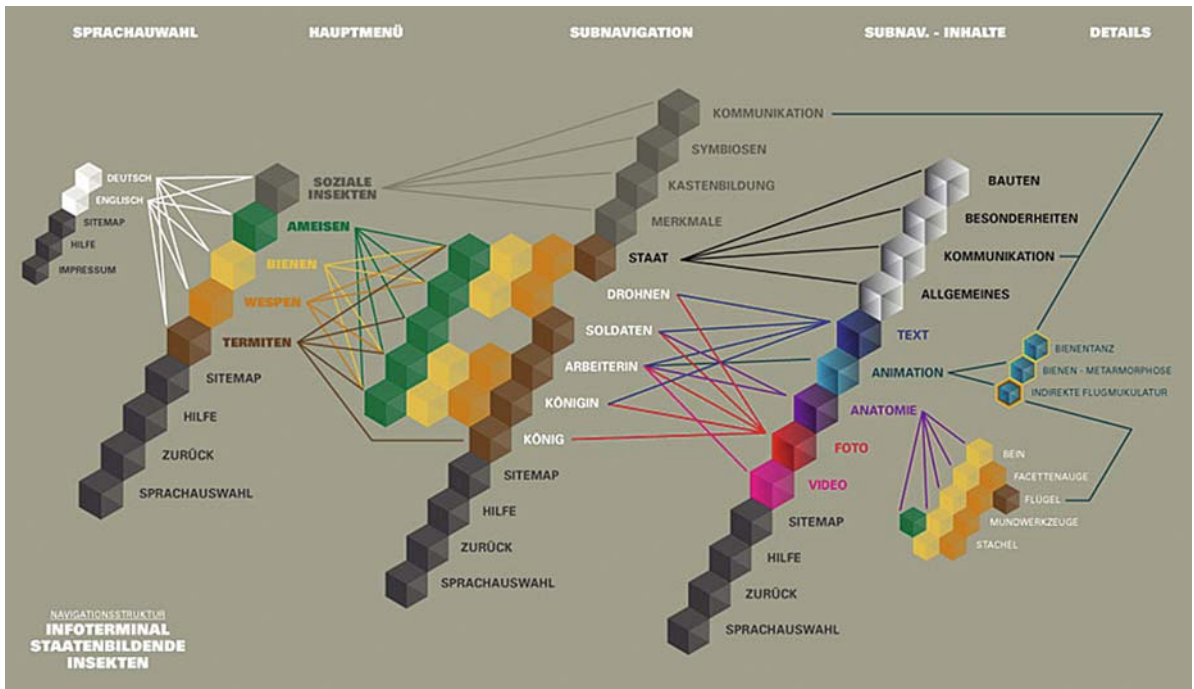 SPRACHAUWAHL
HAUPTMENÜ
SUBNAVIGATION
SUBNAV. - INHALTE
DETAILS
DEUTSCH
ENGLISCH
SITEMAP
HILFE
IMPRESSUM
SOZIALE
INSEKTEN
AMEISEN
BIENEN
WESPEN
TERMITEN
SITEMAP
HILFE
ZURÜCK
SPRACHAUSWAHL
KOMMUNIKATION
SYMBIOSEN
KASTENBILDUNG
MERKMALE
STAAT
DROHNEN
SOLDATEN
ARBEITERIN
KÖNIGIN
KÖNIG
SITEMAP
HILFE
ZURÜCK
SPRACHAUSWAHL
BAUTEN
BESONDERHEITEN
KOMMUNIKATION
ALLGEMEINES
TEXT
ANIMATION
ANATOMIE
FOTO
VIDEO
SITEMAP
HILFE
ZURÜCK
SPRACHAUSWAHL
BIENENTANZ
BIENEN - METARMORPHOSE
INDIREKTE FLUGMUKULATUR
BEIN
FACETTENAUGE
FLÜGEL
MUNDWERKZEUGE
STACHEL
NAVIGATIONSSTRUKTUR
INFOTERMINAL
STAATENBILDENDE
INSEKTEN